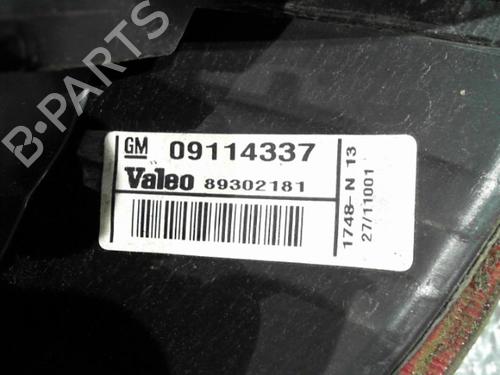 GM 09114337
Valeo 89302181
1748-N 13
27/11001
B-PARTS